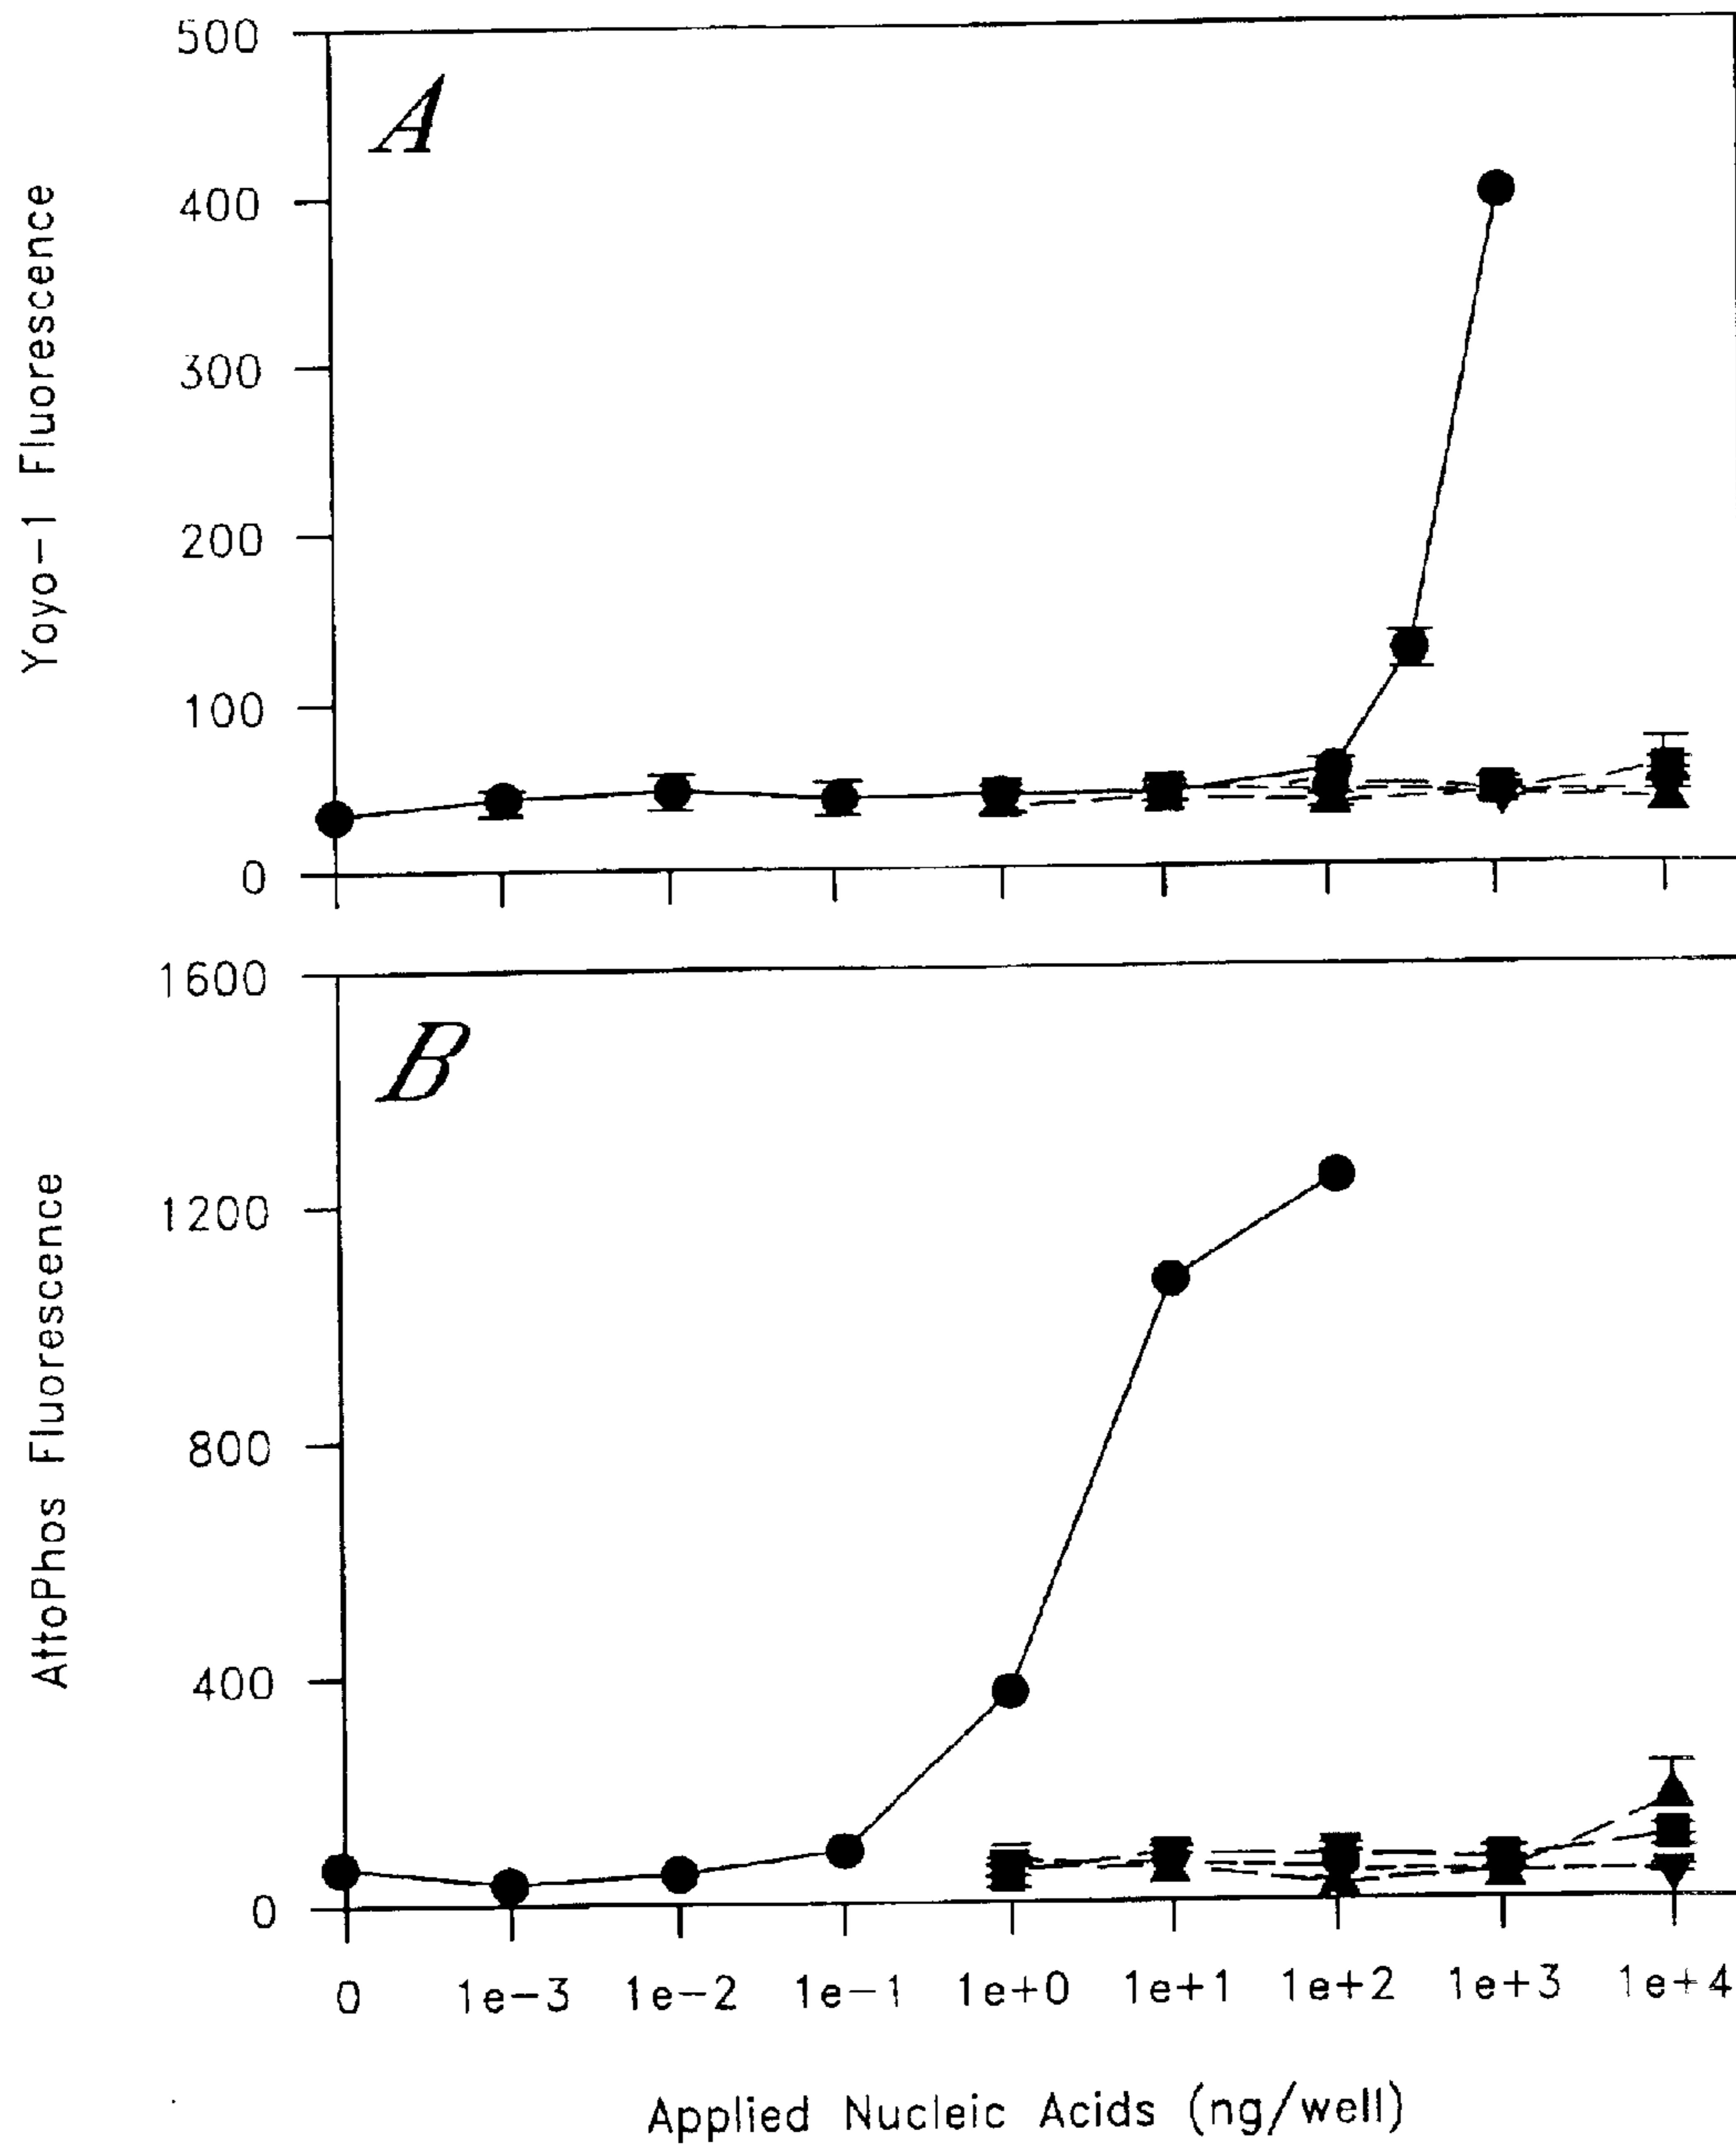 A
500
400
300
200
100
0
Yoyo-1 Fluorescence
B
1600
1200
800
400
0
AttoPhos Fluorescence
0 1e-3 1e-2 1e-1 1e+0 1e+1 1e+2 1e+3 1e+4
Applied Nucleic Acids (ng/well)